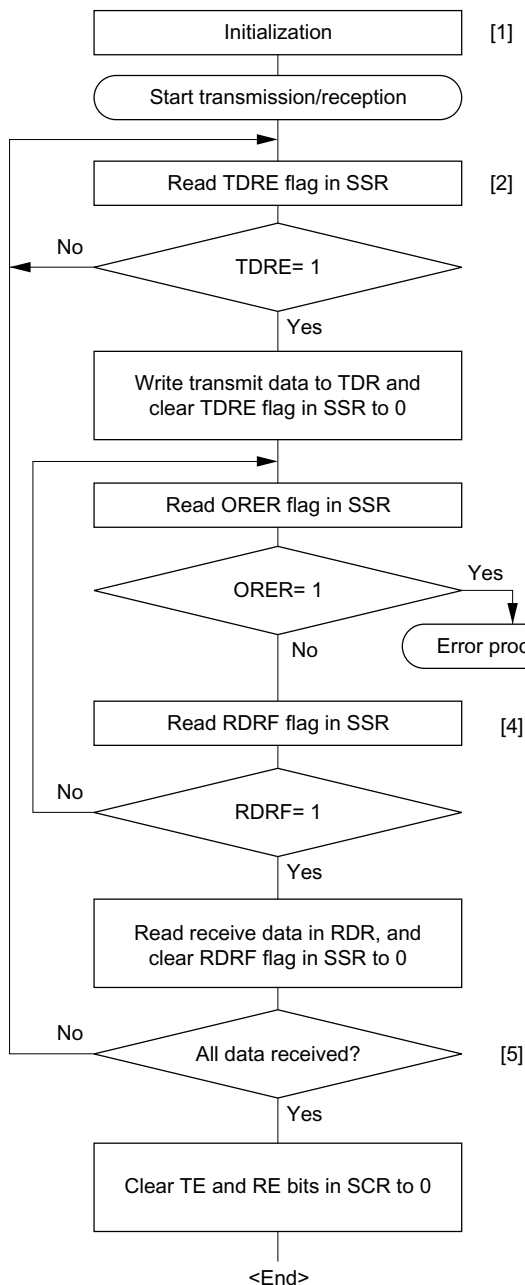 Initialization [1]
Start transmission/reception
Read TDRE flag in SSR [2]
No
TDRE= 1
Yes
Write transmit data to TDR and
clear TDRE flag in SSR to 0
Read ORER flag in SSR
Yes
ORER= 1
No
Error proc
Read RDRF flag in SSR [4]
No
RDRF= 1
Yes
Read receive data in RDR, and
clear RDRF flag in SSR to 0
No
All data received? [5]
Yes
Clear TE and RE bits in SCR to 0
<End>